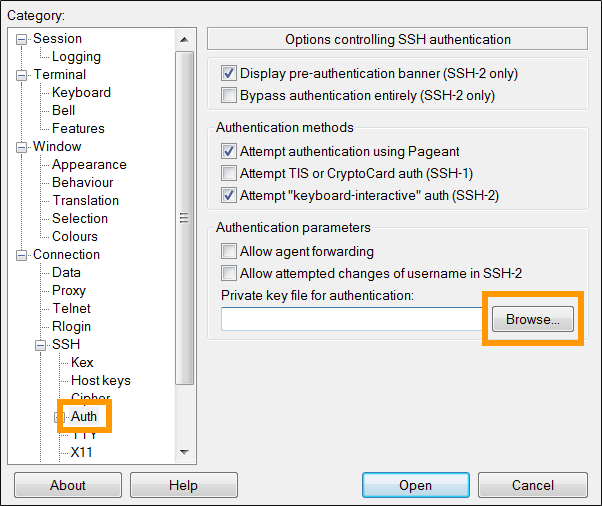 Category:
Session
Logging
Terminal
Keyboard
Bell
Features
Window
Appearance
Behaviour
Translation
Selection
Colours
Connection
Data
Proxy
Telnet
Rlogin
SSH
Kex
Host keys
Cipher
Auth
TTY
X11
Options controlling SSH authentication
Display pre-authentication banner (SSH-2 only)
Bypass authentication entirely (SSH-2 only)
Authentication methods
Attempt authentication using Pageant
Attempt TIS or CryptoCard auth (SSH-1)
Attempt "keyboard-interactive" auth (SSH-2)
Authentication parameters
Allow agent forwarding
Allow attempted changes of username in SSH-2
Private key file for authentication:
Browse...
About
Help
Open
Cancel